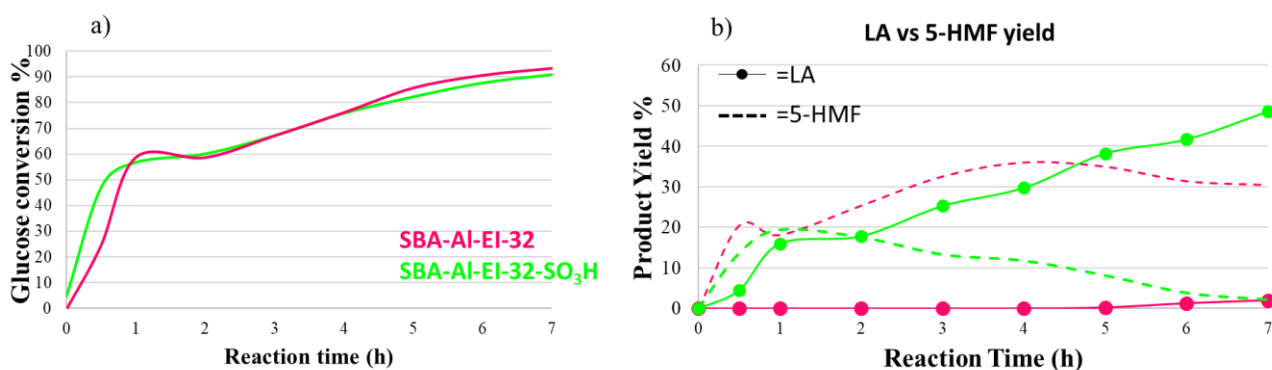 a)
Glucose conversion %
100
90
80
70
60
50
40
30
20
10
0
0 1 2 3 4 5 6 7
Reaction time (h)
SBA-Al-EI-32
SBA-Al-EI-32-SO₃H
b)
LA vs 5-HMF yield
Product Yield %
60
50
40
30
20
10
0
=LA
=5-HMF
0 1 2 3 4 5 6 7
Reaction Time (h)